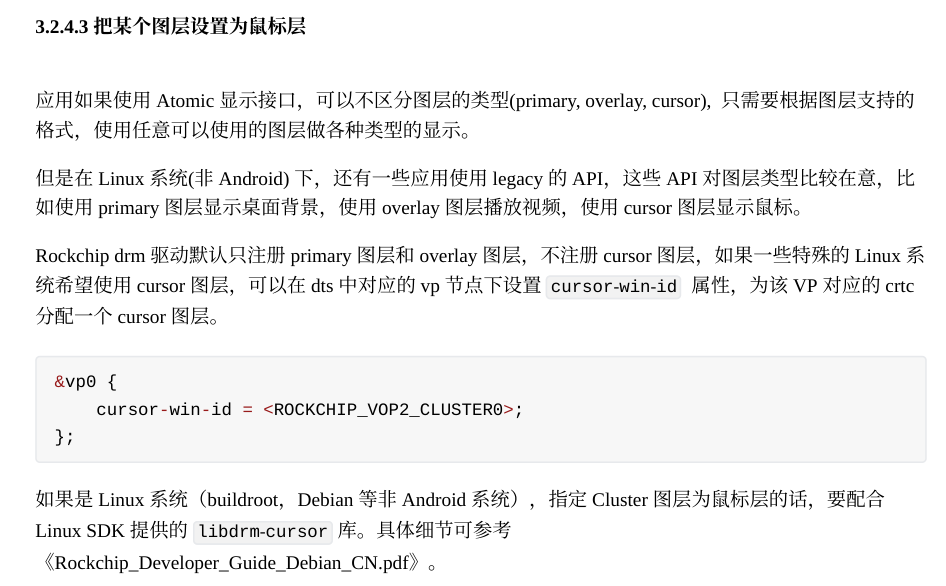 3.2.4.3 把某个图层设置为鼠标层
应用如果使用 Atomic 显示接口，可以不区分图层的类型(primary, overlay, cursor), 只需要根据图层支持的
格式，使用任意可以使用的图层做各种类型的显示。
但是在 Linux 系统(非 Android) 下，还有一些应用使用 legacy 的 API，这些 API 对图层类型比较在意，比
如使用 primary 图层显示桌面背景，使用 overlay 图层播放视频，使用 cursor 图层显示鼠标。
Rockchip drm 驱动默认只注册 primary 图层和 overlay 图层，不注册 cursor 图层，如果一些特殊的 Linux 系
统希望使用 cursor 图层，可以在 dts 中对应的 vp 节点下设置 cursor-win-id 属性，为该 VP 对应的 crtc
分配一个 cursor 图层。
&vp0 {
    cursor-win-id = <ROCKCHIP_VOP2_CLUSTER0>;
};
如果是 Linux 系统（buildroot，Debian 等非 Android 系统），指定 Cluster 图层为鼠标层的话，要配合
Linux SDK 提供的 libdrm-cursor 库。具体细节可参考
《Rockchip_Developer_Guide_Debian_CN.pdf》。